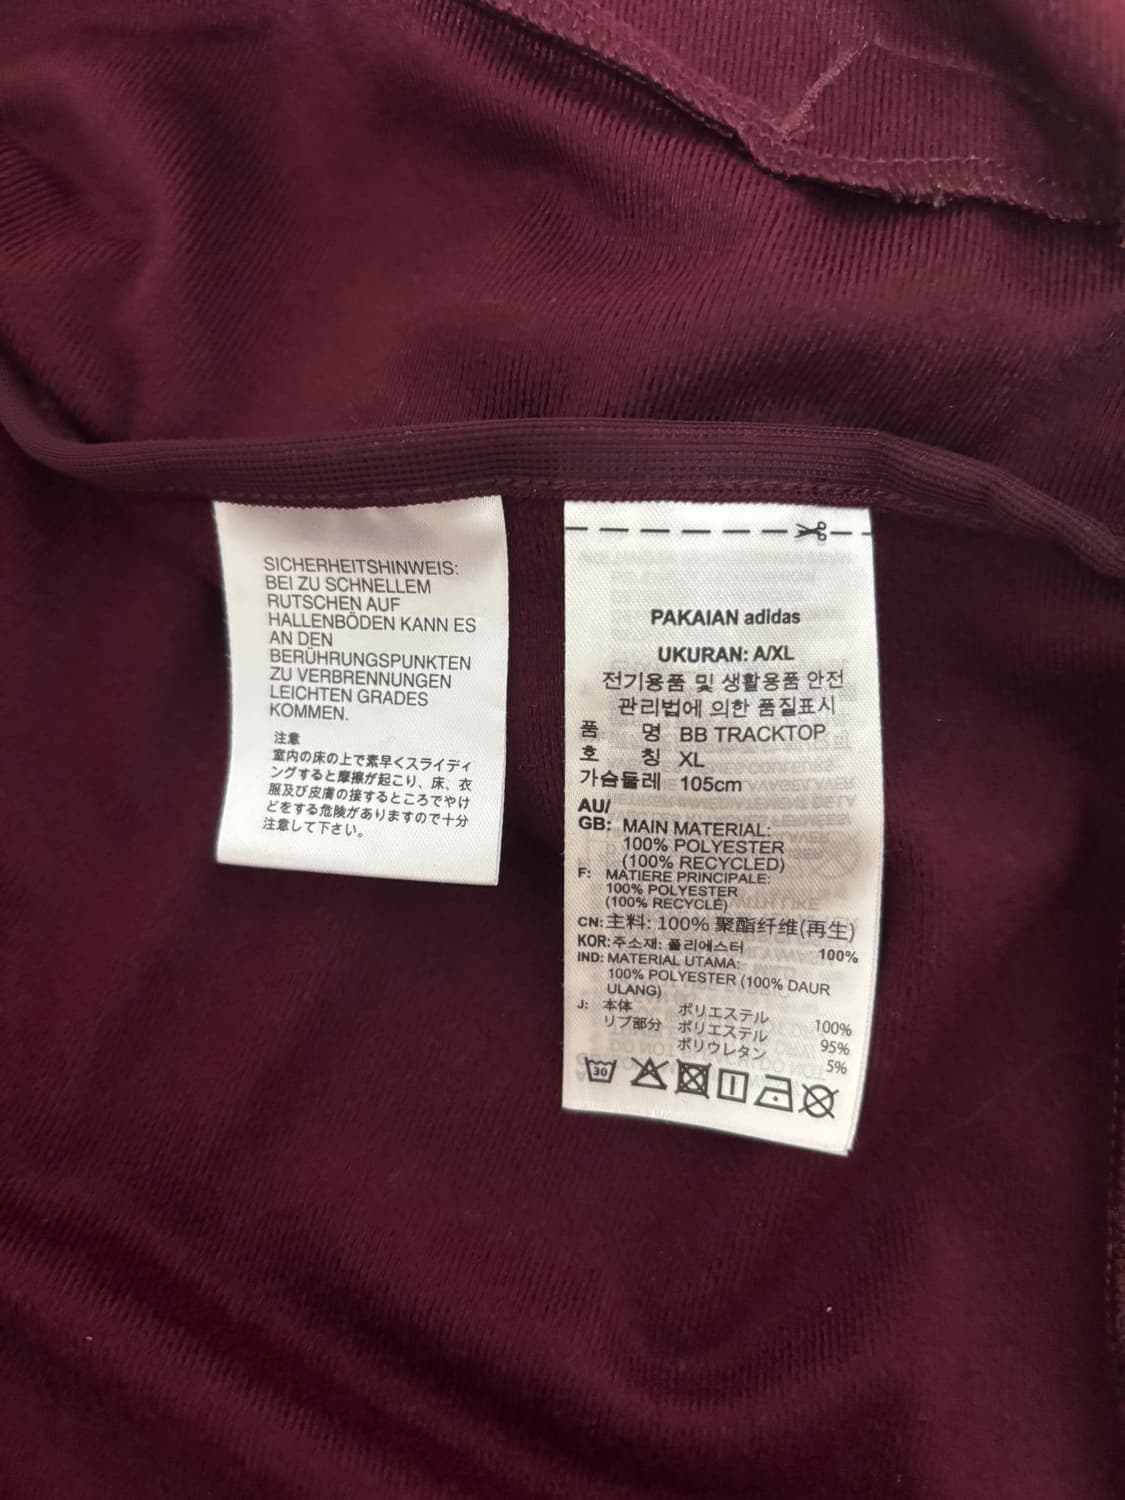 SICHERHEITSHINWEIS:
BEI ZU SCHNELLEM
RUTSCHEN AUF
HALLENBÖDEN KANN ES
AN DEN
BERÜHRUNGSPUNKTEN
ZU VERBRENNUNGEN
LEICHTEN GRADES
KOMMEN.
注意
室内の床の上で素早くスライディ
ングすると摩擦が起こり、床、衣
服及び皮膚の接するところでやけ
どをする危険がありますので十分
注意して下さい。
PAKAIAN adidas
UKURAN: A/XL
전기용품 및 생활용품 안전
관리법에 의한 품질표시
품 명 BB TRACKTOP
호 칭 XL
가슴둘레 105cm
AU/
GB: MAIN MATERIAL:
100% POLYESTER
(100% RECYCLED)
F: MATIERE PRINCIPALE:
100% POLYESTER
(100% RECYCLÉ)
CN: 主料: 100% 聚酯纤维(再生)
KOR: 주소재: 폴리에스터 100%
IND: MATERIAL UTAMA:
100% POLYESTER (100% DAUR
ULANG)
J: 本体 ポリエステル 100%
リブ部分 ポリエステル 95%
ポリウレタン 5%
30